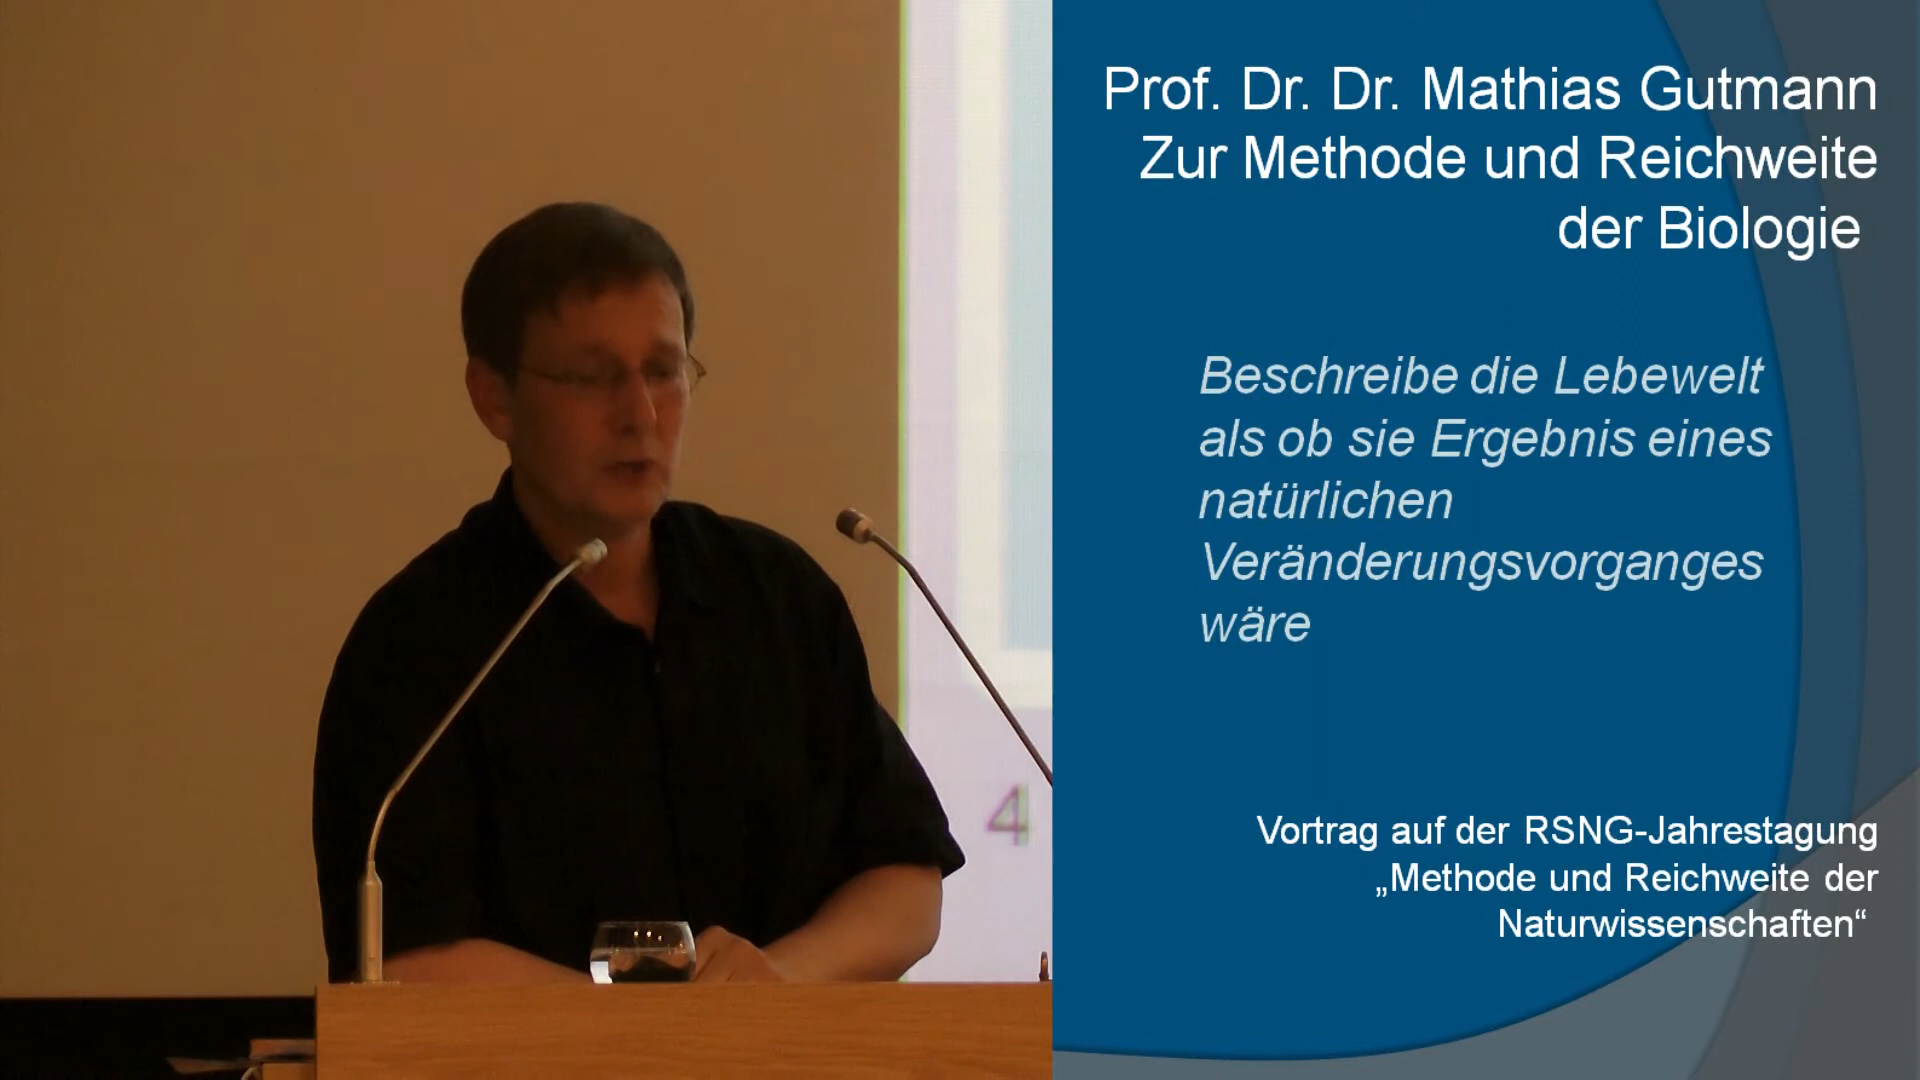 Prof. Dr. Dr. Mathias Gutmann
Zur Methode und Reichweite
der Biologie
Beschreibe die Lebewelt
als ob sie Ergebnis eines
natürlichen
Veränderungsvorganges
wäre
4
Vortrag auf der RSNG-Jahrestagung
„Methode und Reichweite der
Naturwissenschaften“